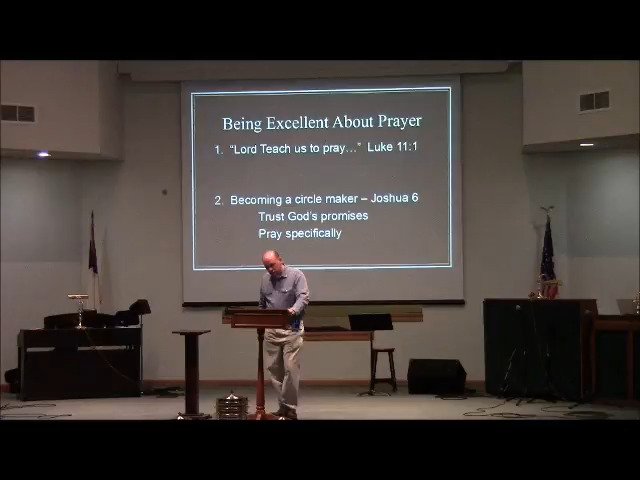 Being Excellent About Prayer
1. “Lord Teach us to pray…” Luke 11:1
2. Becoming a circle maker – Joshua 6
Trust God’s promises
Pray specifically